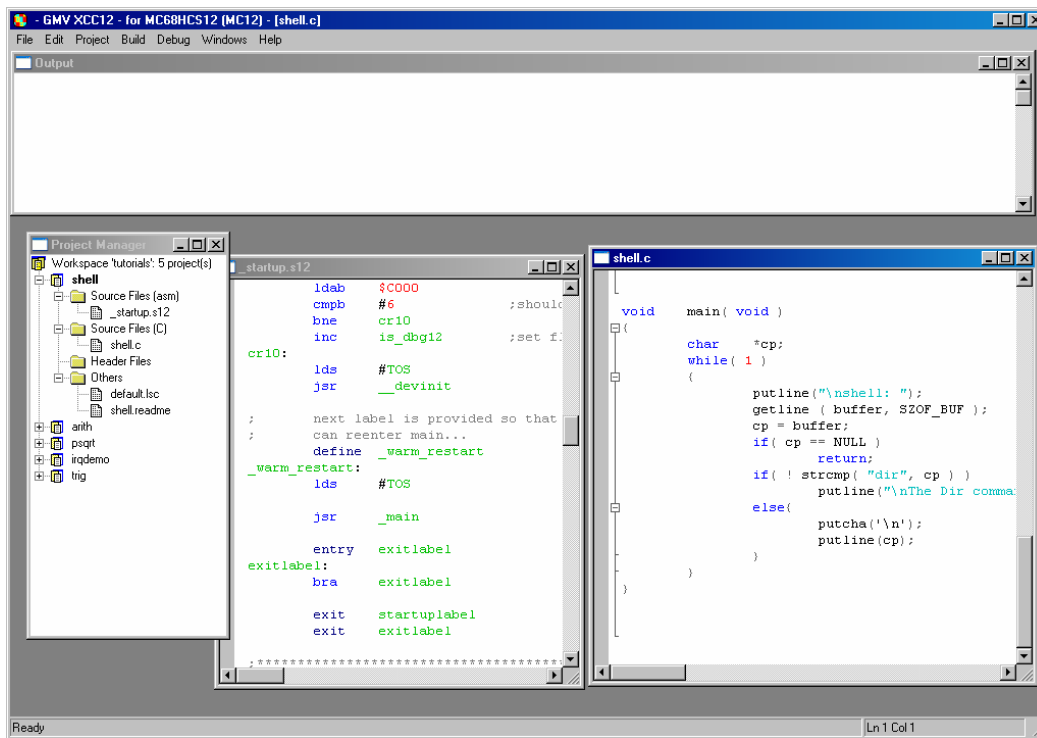 - GMV XCC12 - for MC68HCS12 (MC12) - [shell.c]
File Edit Project Build Debug Windows Help
Output
Project Manager
Workspace 'tutorials': 5 project(s)
shell
Source Files (asm)
_startup.s12
Source Files (C)
shell.c
Header Files
Others
default.lsc
shell.readme
arith
psqrt
irqdemo
trig
_startup.s12
ldab $C000
cmpb #6 ;should
bne cr10
inc is_dbg12 ;set fl
cr10:
lds #TOS
jsr __devinit
; next label is provided so that
; can reenter main...
define _warm_restart
_warm_restart:
lds #TOS
jsr _main
entry exitlabel
exitlabel:
bra exitlabel
exit startuplabel
exit exitlabel
;**************************************
shell.c
void main( void )
{
char *cp;
while( 1 )
{
putline("\nshell: ");
getline ( buffer, SZOF_BUF );
cp = buffer;
if( cp == NULL )
return;
if( ! strcmp( "dir", cp ) )
putline("\nThe Dir comma
else{
putcha('\n');
putline(cp);
}
}
}
Ready
Ln 1 Col 1